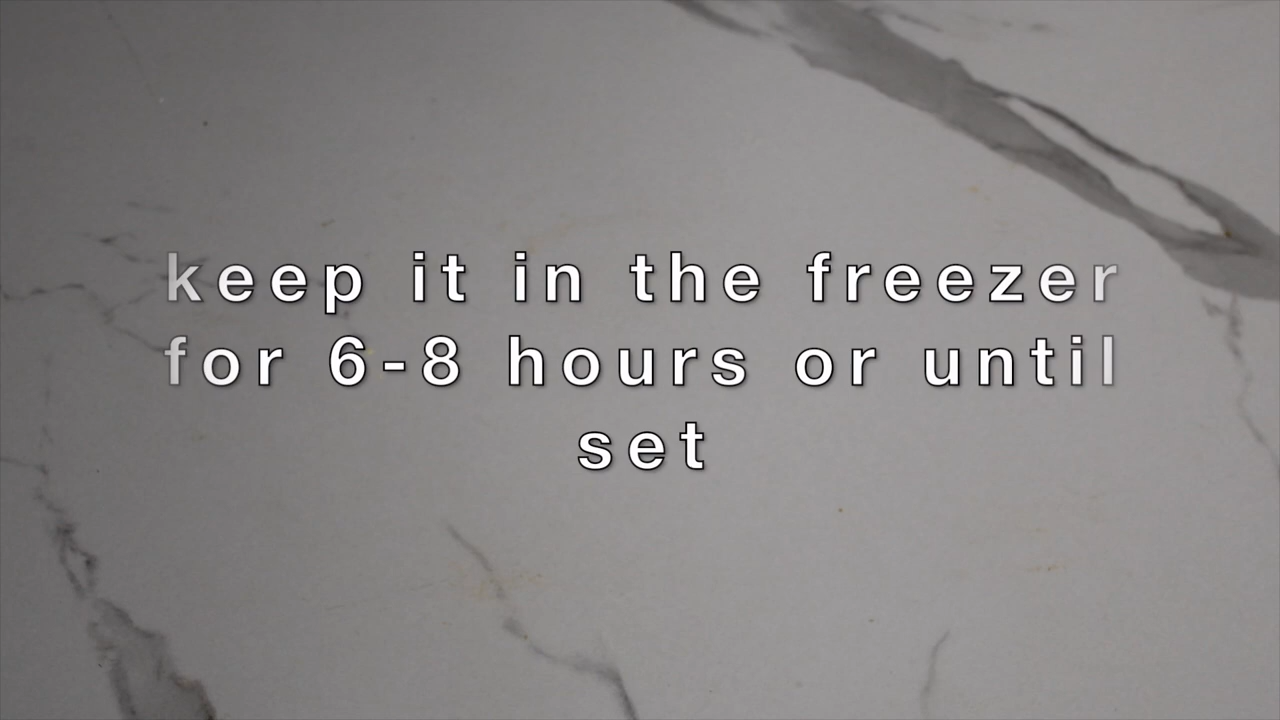 keep it in the freezer
for 6-8 hours or until
set